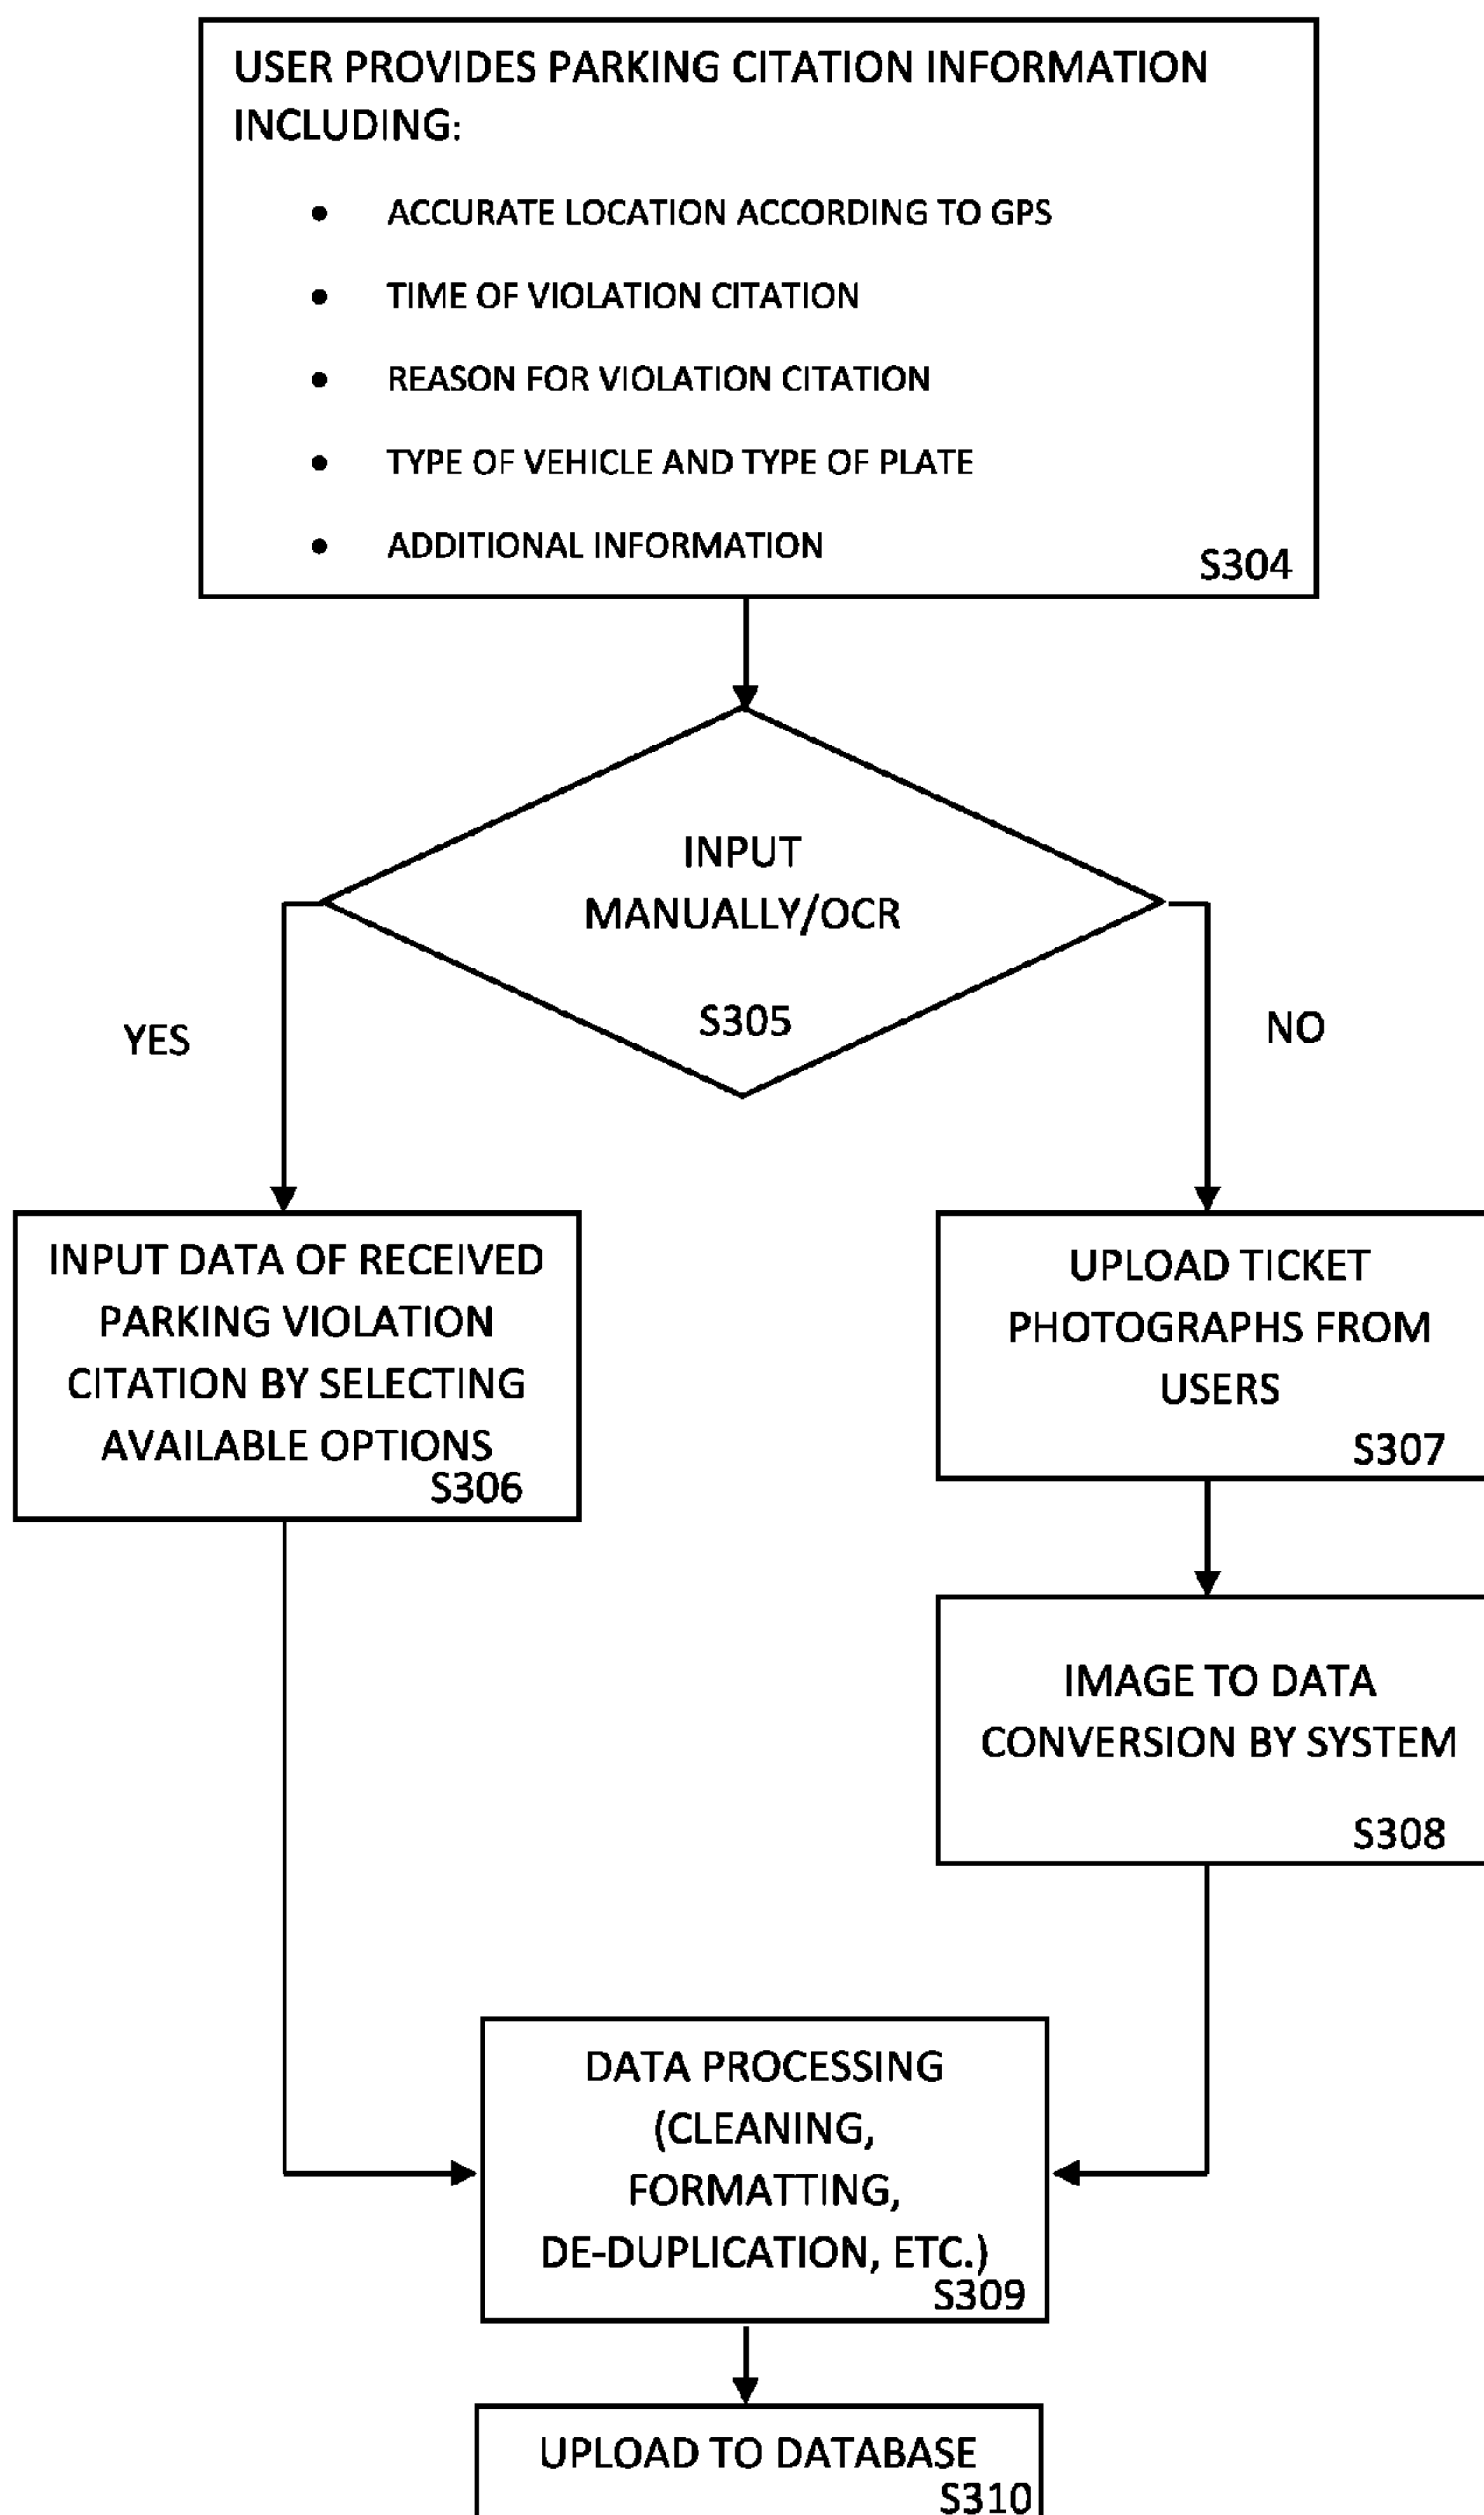 USER PROVIDES PARKING CITATION INFORMATION
INCLUDING:
• ACCURATE LOCATION ACCORDING TO GPS
• TIME OF VIOLATION CITATION
• REASON FOR VIOLATION CITATION
• TYPE OF VEHICLE AND TYPE OF PLATE
• ADDITIONAL INFORMATION
S304
INPUT
MANUALLY/OCR
S305
YES
NO
INPUT DATA OF RECEIVED
PARKING VIOLATION
CITATION BY SELECTING
AVAILABLE OPTIONS
S306
UPLOAD TICKET
PHOTOGRAPHS FROM
USERS
S307
IMAGE TO DATA
CONVERSION BY SYSTEM
S308
DATA PROCESSING
(CLEANING,
FORMATTING,
DE-DUPLICATION, ETC.)
S309
UPLOAD TO DATABASE
S310